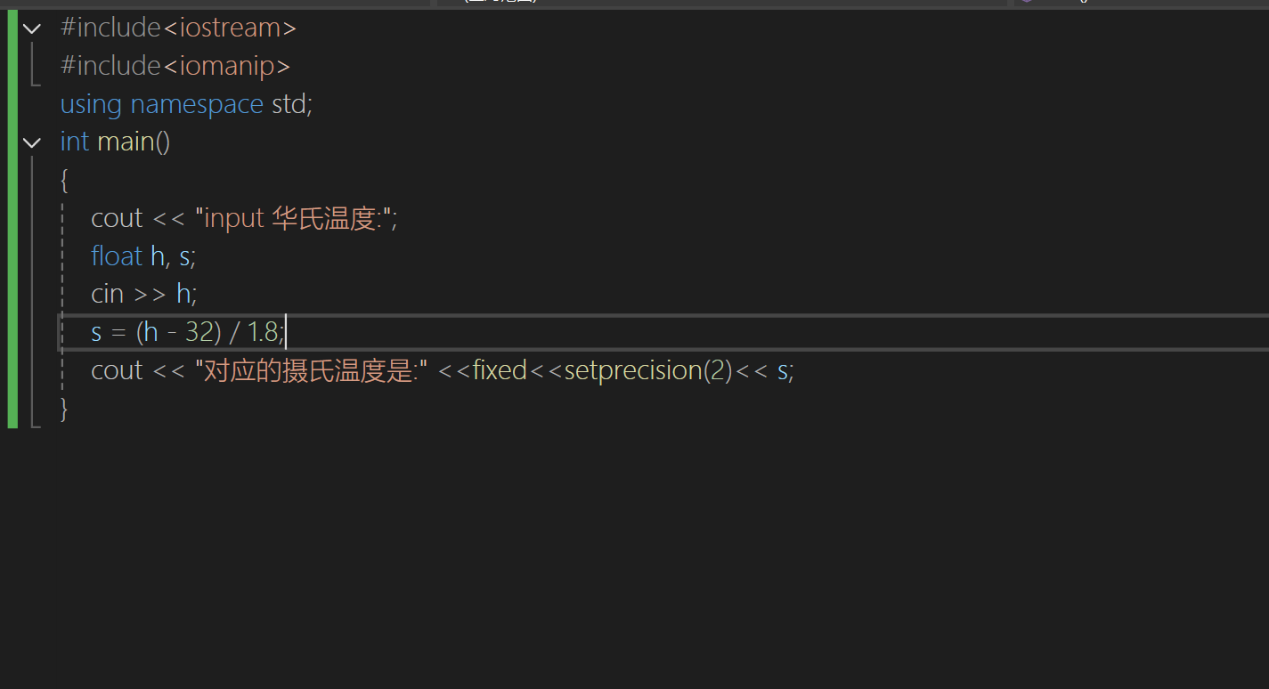 #include<iostream>
#include<iomanip>
using namespace std;
int main()
{
cout << "input 华氏温度:";
float h, s;
cin >> h;
s = (h - 32) / 1.8;
cout << "对应的摄氏温度是:" <<fixed<<setprecision(2)<< s;
}